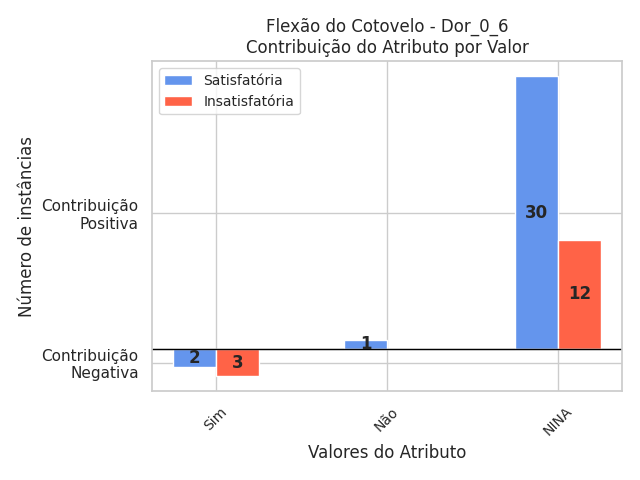 Flexão do Cotovelo - Dor_0_6
Contribuição do Atributo por Valor
Satisfatória
Insatisfatória
Número de instâncias
Contribuição
Positiva
Contribuição
Negativa
2
3
1
30
12
Sim
Não
NINA
Valores do Atributo